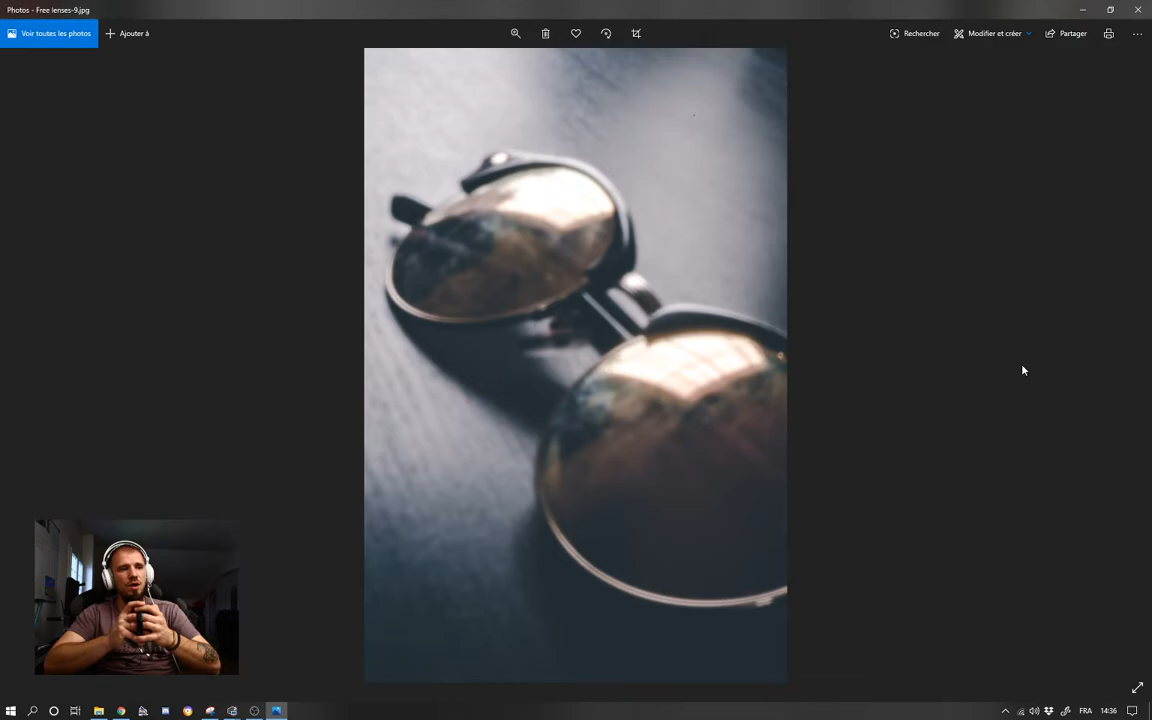 Photos - Free lenses-9.jpg
Voir toutes les photos
Ajouter à
Rechercher
Modifier et créer
Partager
FRA
14:36